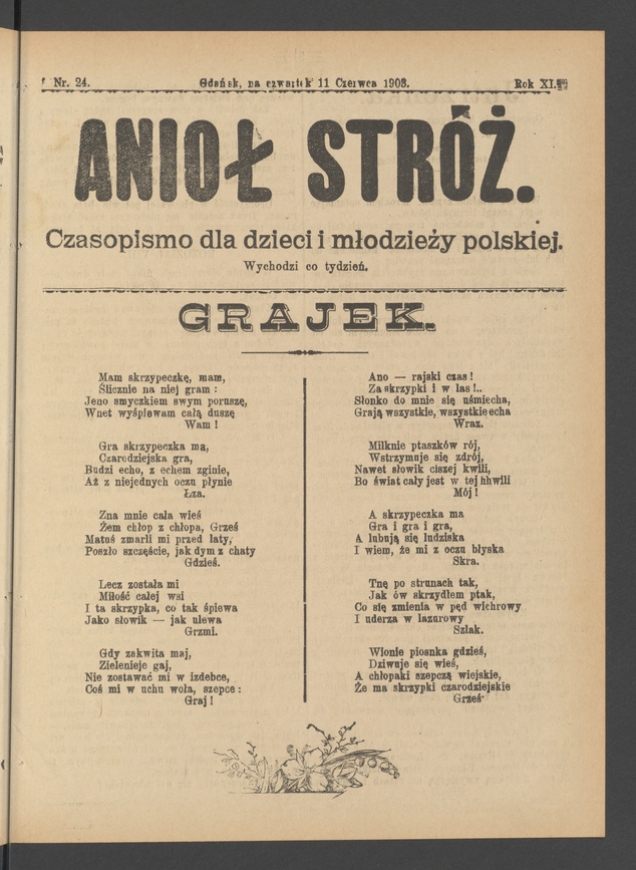 Nr. 24.
Gdańsk, na czwartek 11 Czerwca 1908.
Rok XI.
ANIOŁ STRÓŻ.
Czasopismo dla dzieci i młodzieży polskiej.
Wychodzi co tydzień.
GRAJEK.
Mam skrzypeczkę, mam,
Ślicznie na niej gram :
Jeno smyczkiem swym poruszę,
Wnet wyśpiewam całą duszę
Wam !
Gra skrzypeczka ma,
Czarodziejska gra,
Budzi echo, z echem zginie,
Aż z niejednych oczu płynie
Łza.
Zna mnie cała wieś
Żem chłop z chłopa, Grześ
Matuś zmarli mi przed laty,
Poszło szczęście, jak dym z chaty
Gdzieś.
Lecz została mi
Miłość całej wsi
I ta skrzypka, co tak śpiewa
Jako słowik — jak ulewa
Grzmi.
Gdy zakwita maj,
Zielenieje gaj,
Nie zostawać mi w izdebce,
Coś mi w uchu woła, szepce :
Graj !
Ano — rajski czas !
Za skrzypki i w las !..
Słonko do mnie się uśmiecha,
Grają wszystkie, wszystkie echa
Wraz.
Milknie ptaszków rój,
Wstrzymuje się zdrój,
Nawet słowik ciszej kwili,
Bo świat cały jest w tej hhwili
Mój !
A skrzypeczka ma
Gra i gra i gra,
A lubują się ludziska
I wiem, że mi z oczu błyska
Skra.
Tnę po strunach tak,
Jak ów skrzydłem ptak,
Co się zmienia w pęd wichrowy
I uderza w lazurowy
Szlak.
Wionie piosnka gdzieś,
Dziwuje się wieś,
A chłopaki szepczą wiejskie,
Że ma skrzypki czarodziejskie
Grześ